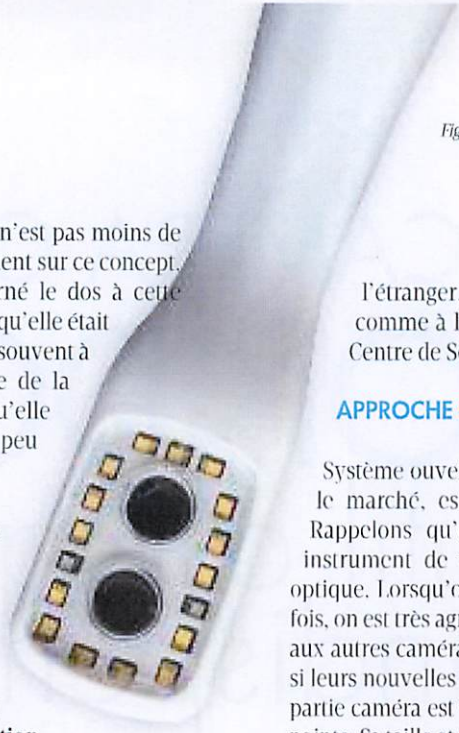 n'est pas moins de
ent sur ce concept.
rné le dos à cette
qu'elle était
souvent à
e de la
u'elle
peu
tion
Fig
l'étranger,
comme à l
Centre de S
APPROCHE
Système ouve
le marché, es
Rappelons qu'
instrument de
optique. Lorsqu'o
fois, on est très ag
aux autres caméra
si leurs nouvelles
partie caméra est